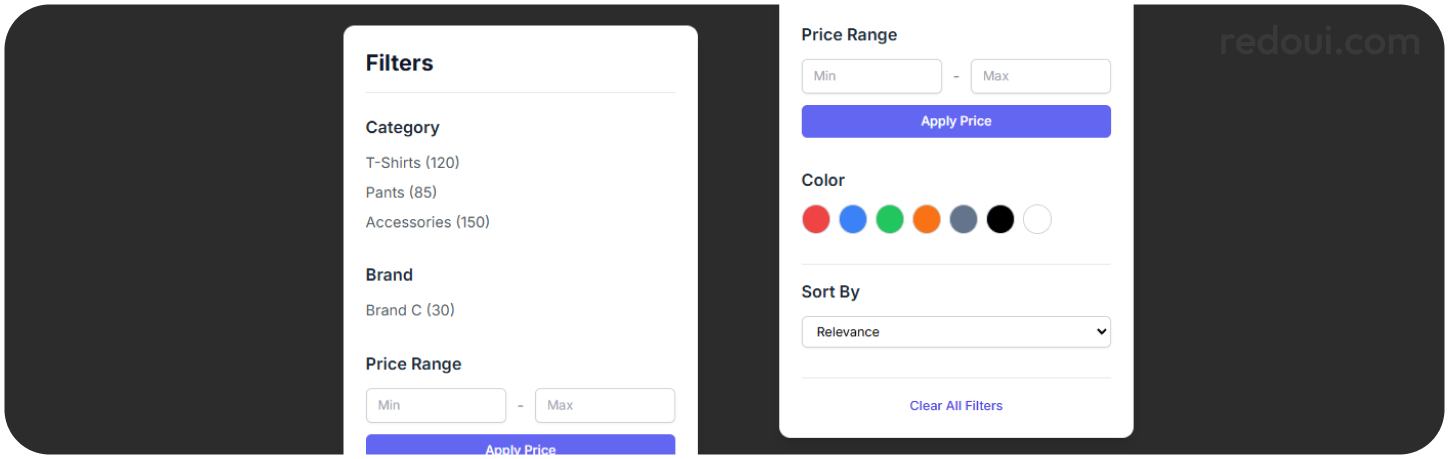 Filters
Category
T-Shirts (120)
Pants (85)
Accessories (150)
Brand
Brand C (30)
Price Range
Min - Max
Apply Price
Price Range
Min - Max
Apply Price
Color
Sort By
Relevance
Clear All Filters
redoui.com